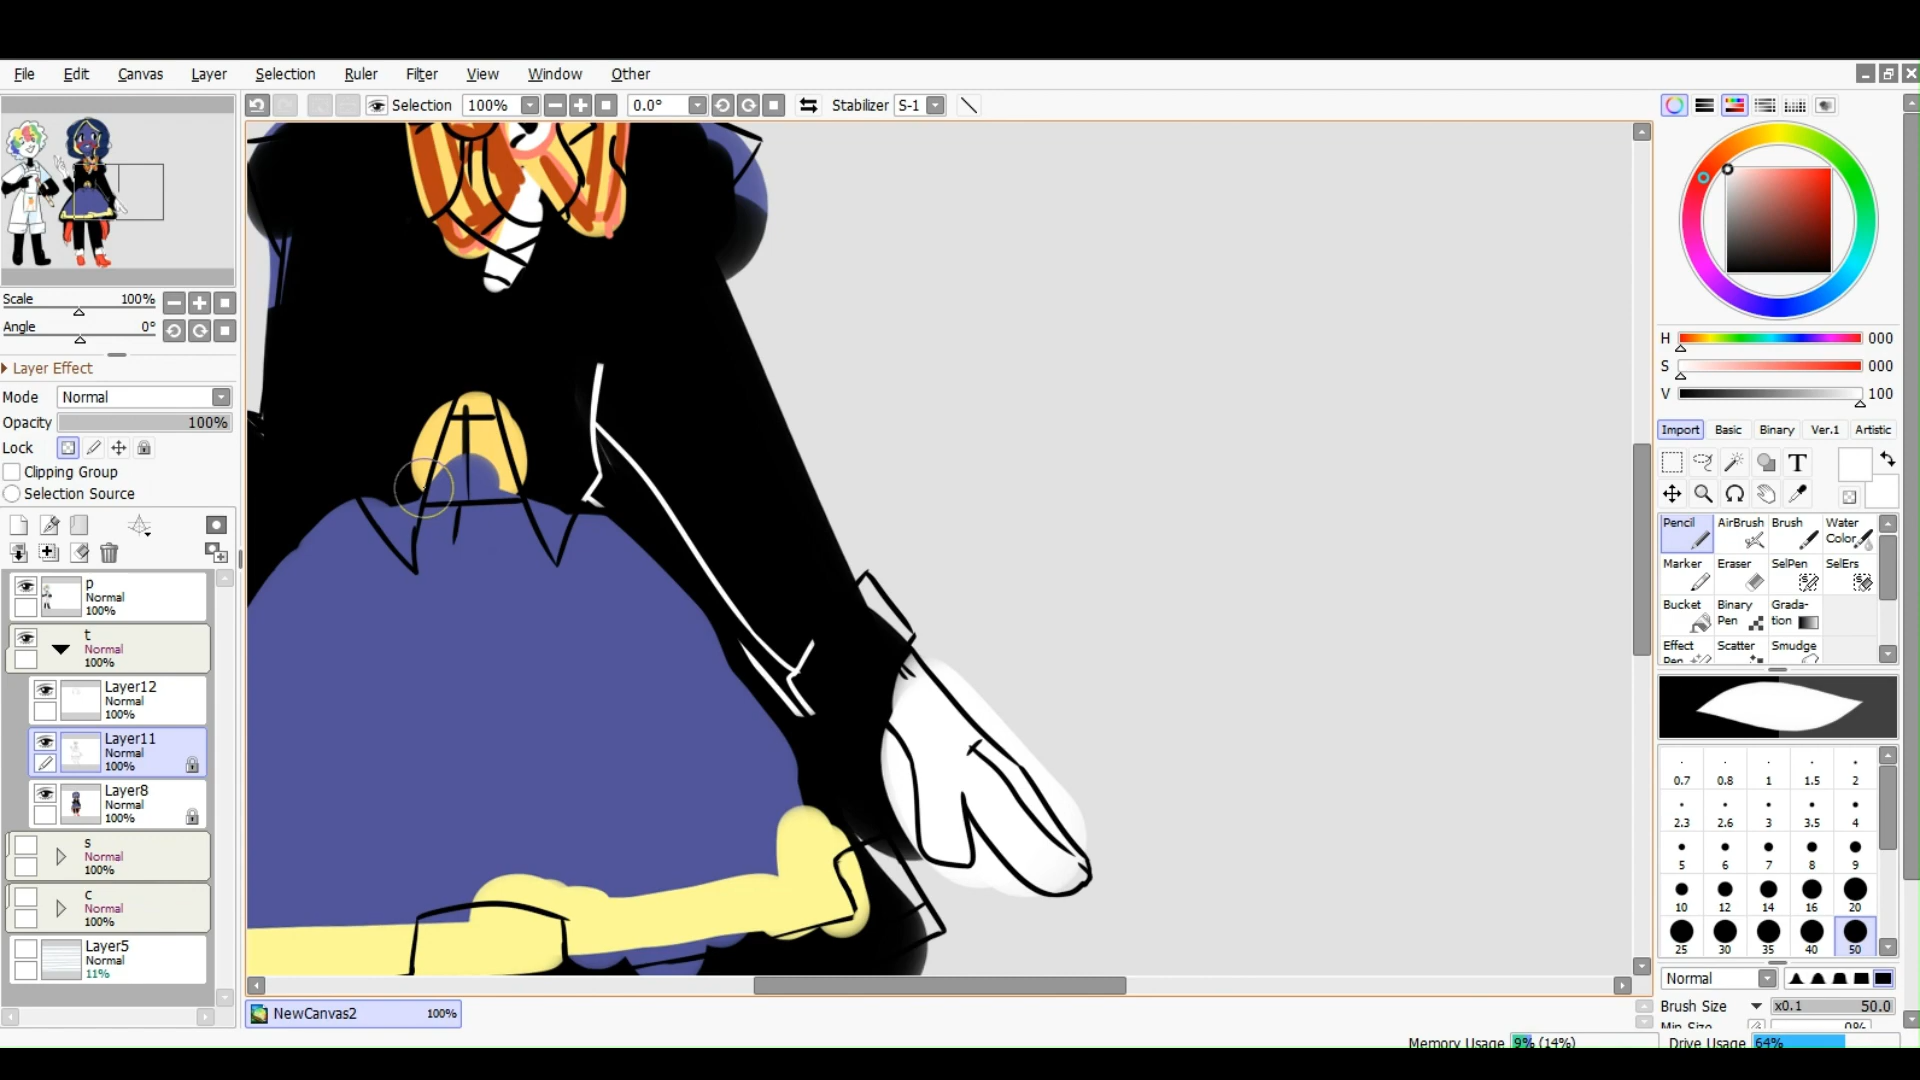 File Edit Canvas Layer Selection Ruler Filter View Window Other
Selection 100% 0.0° Stabilizer S-1
Scale 100%
Angle 0°
Layer Effect
Mode Normal
Opacity 100%
Lock
Clipping Group
Selection Source
p
Normal
100%
t
Normal
100%
Layer12
Normal
100%
Layer11
Normal
100%
Layer8
Normal
100%
s
Normal
100%
c
Normal
100%
Layer5
Normal
11%
NewCanvas2 100%
H 000
S 000
V 100
Import Basic Binary Ver.1 Artistic
T
Pencil AirBrush Brush Water Color
Marker Eraser SelPen SelErs
Bucket Binary Pen Grada-tion
Effect Pen Scatter Smudge
0.7 0.8 1 1.5 2
2.3 2.6 3 3.5 4
5 6 7 8 9
10 12 14 16 20
25 30 35 40 50
Normal
Brush Size x0.1 50.0
Min Size 0%
Memory Usage 9% (14%) Drive Usage 64%